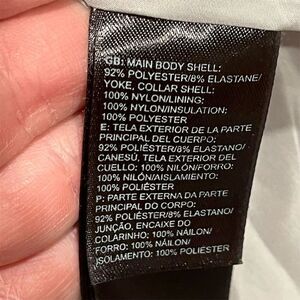 GB: MAIN BODY SHELL:
92% POLYESTER/8% ELASTANE/
YOKE, COLLAR SHELL:
100% NYLON/LINING:
100% NYLON/INSULATION:
100% POLYESTER
E: TELA EXTERIOR DE LA PARTE
PRINCIPAL DEL CUERPO:
92% POLIÉSTER/8% ELASTANO/
CANESÚ, TELA EXTERIOR DEL
CUELLO: 100% NILÓN/FORRO:
100% NILÓN/AISLAMIENTO:
100% POLIÉSTER
P: PARTE EXTERNA DA PARTE
PRINCIPAL DO CORPO:
92% POLIÉSTER/8% ELASTANO/
JUNÇÃO, ENCAIXE DO
COLARINHO: 100% NÁILON/
FORRO: 100% NÁILON/
ISOLAMENTO: 100% POLIÉSTER